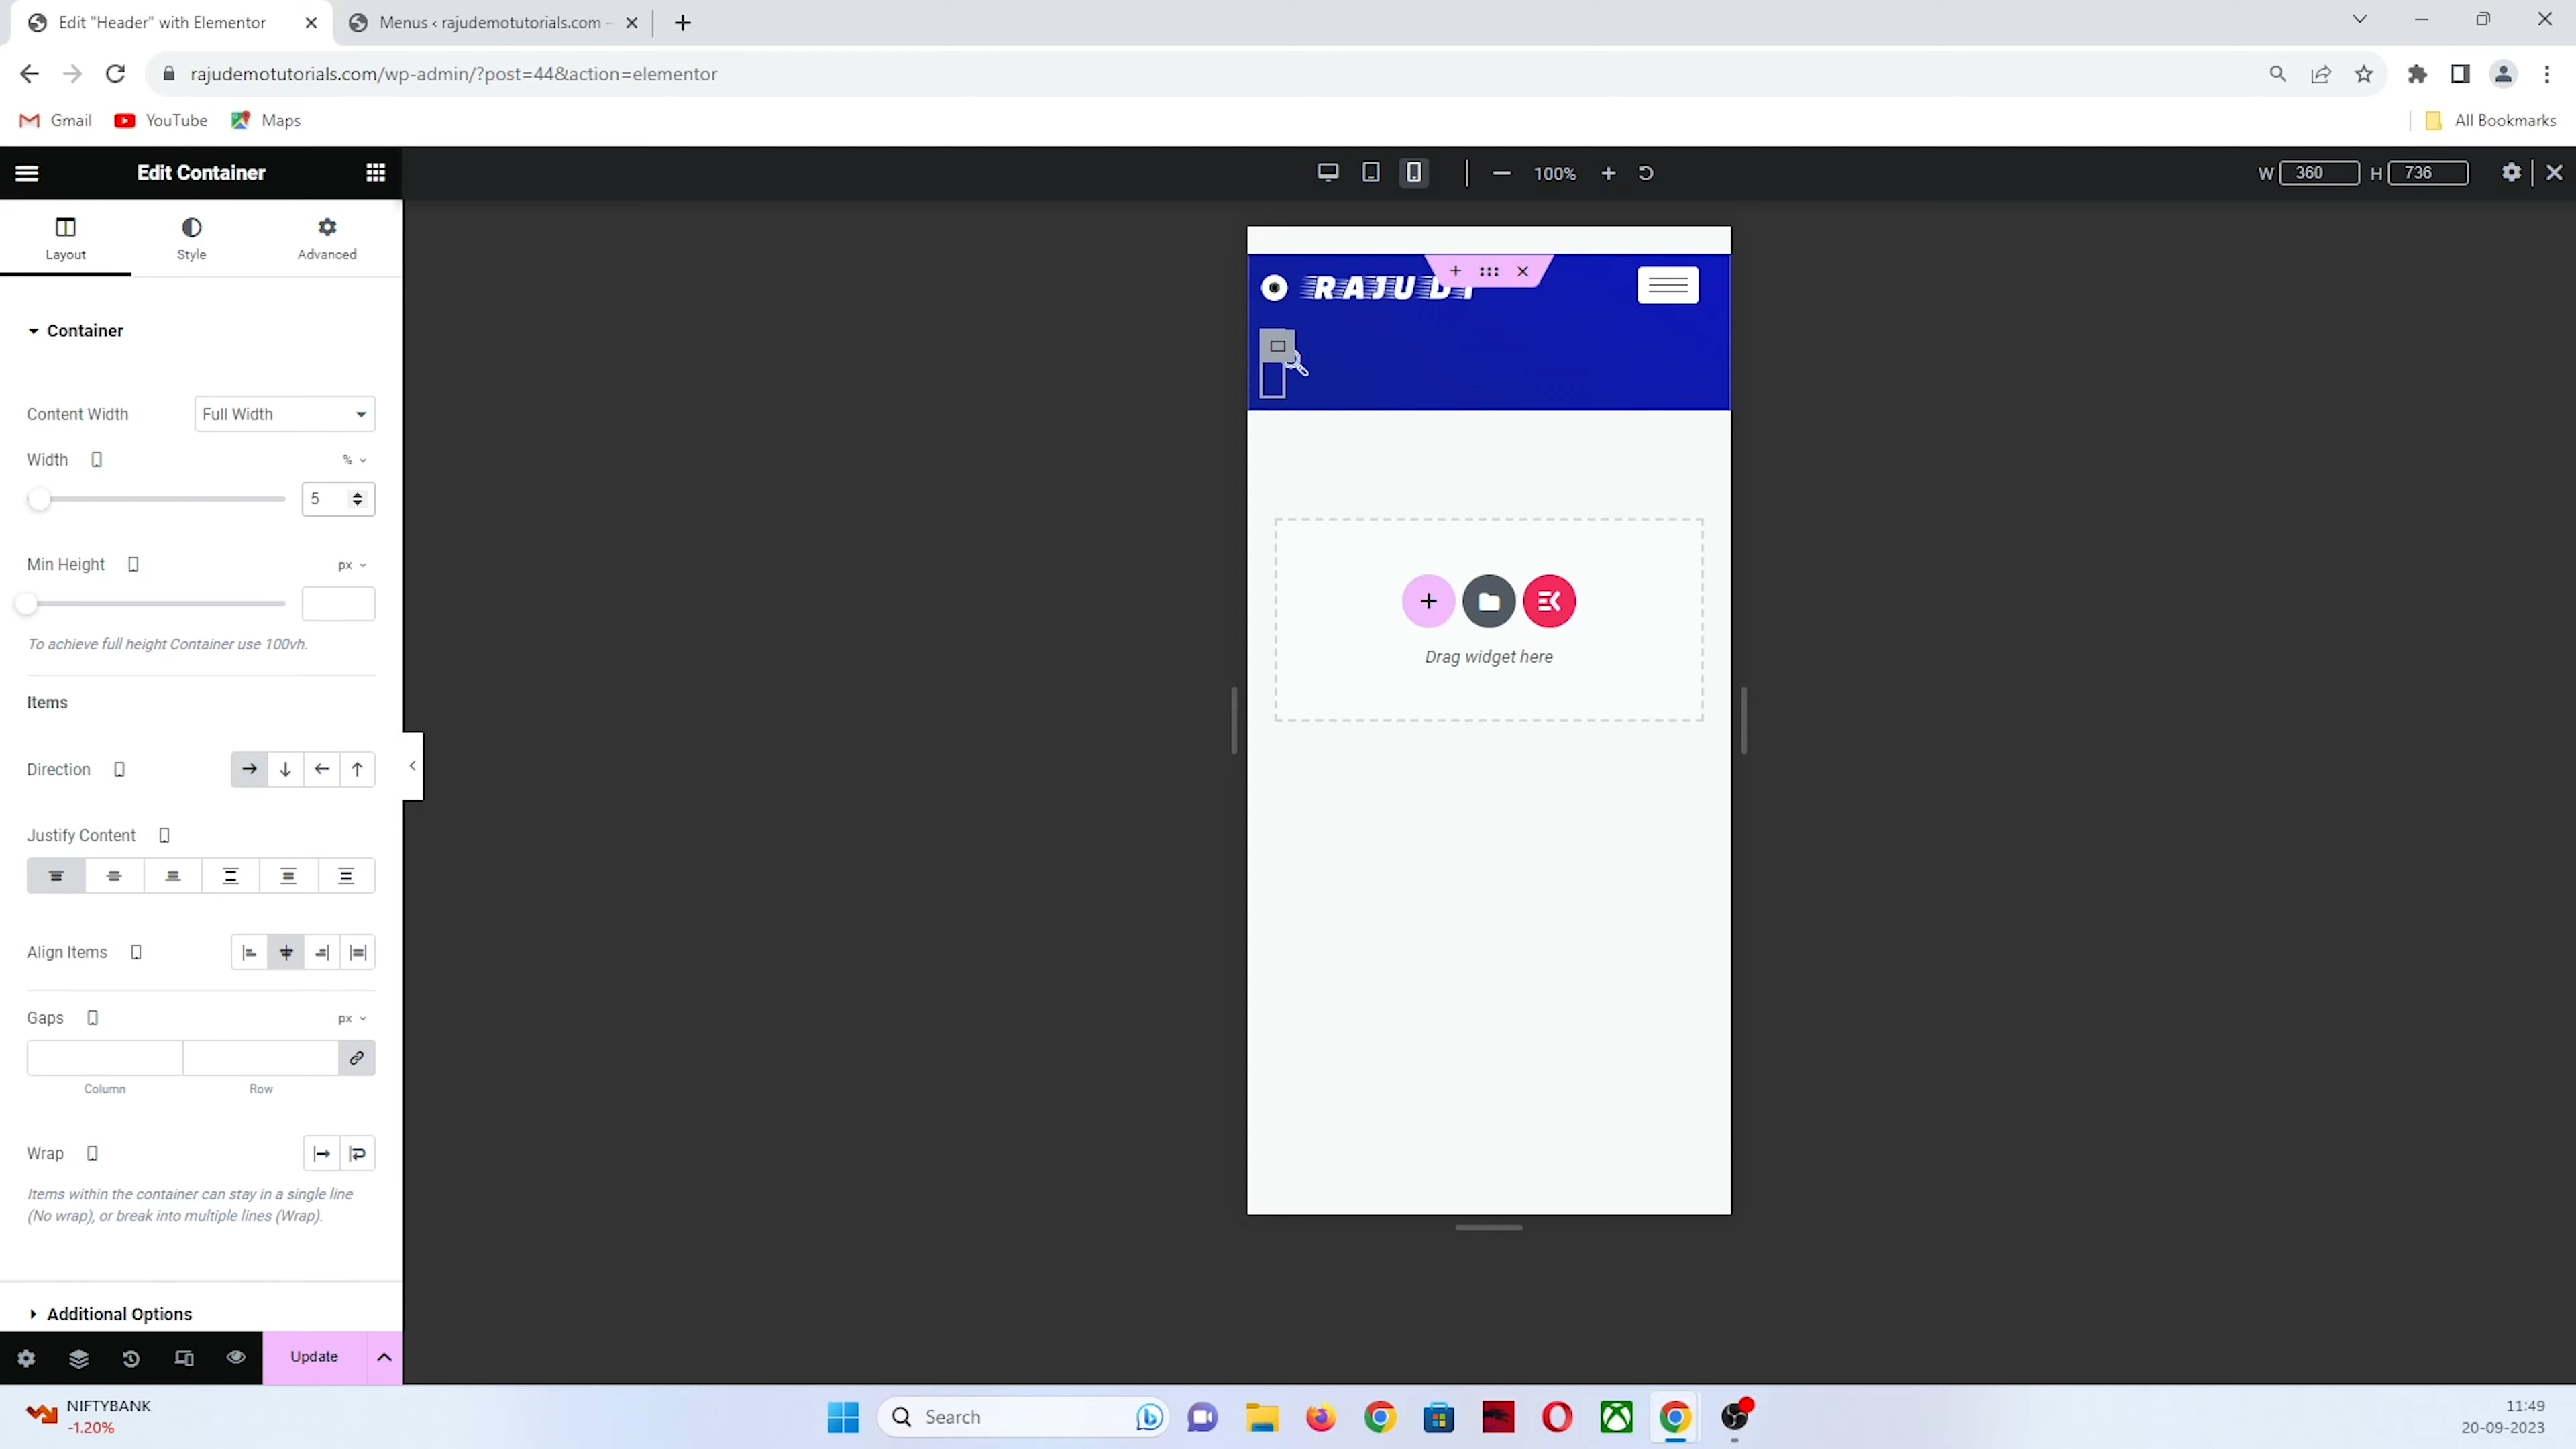 Edit "Header" with Elementor
Menus ‹ rajudemotutorials.com –
rajudemotutorials.com/wp-admin/?post=44&action=elementor
Gmail
YouTube
Maps
All Bookmarks
Edit Container
100%
W 360 H 736
Layout
Style
Advanced
RAJU DT
Container
Content Width
Full Width
Width
%
5
Min Height
px
To achieve full height Container use 100vh.
Drag widget here
Items
Direction
Justify Content
Align Items
Gaps
px
Column
Row
Wrap
Items within the container can stay in a single line
(No wrap), or break into multiple lines (Wrap).
Additional Options
Update
NIFTYBANK
-1.20%
Search
11:49
20-09-2023